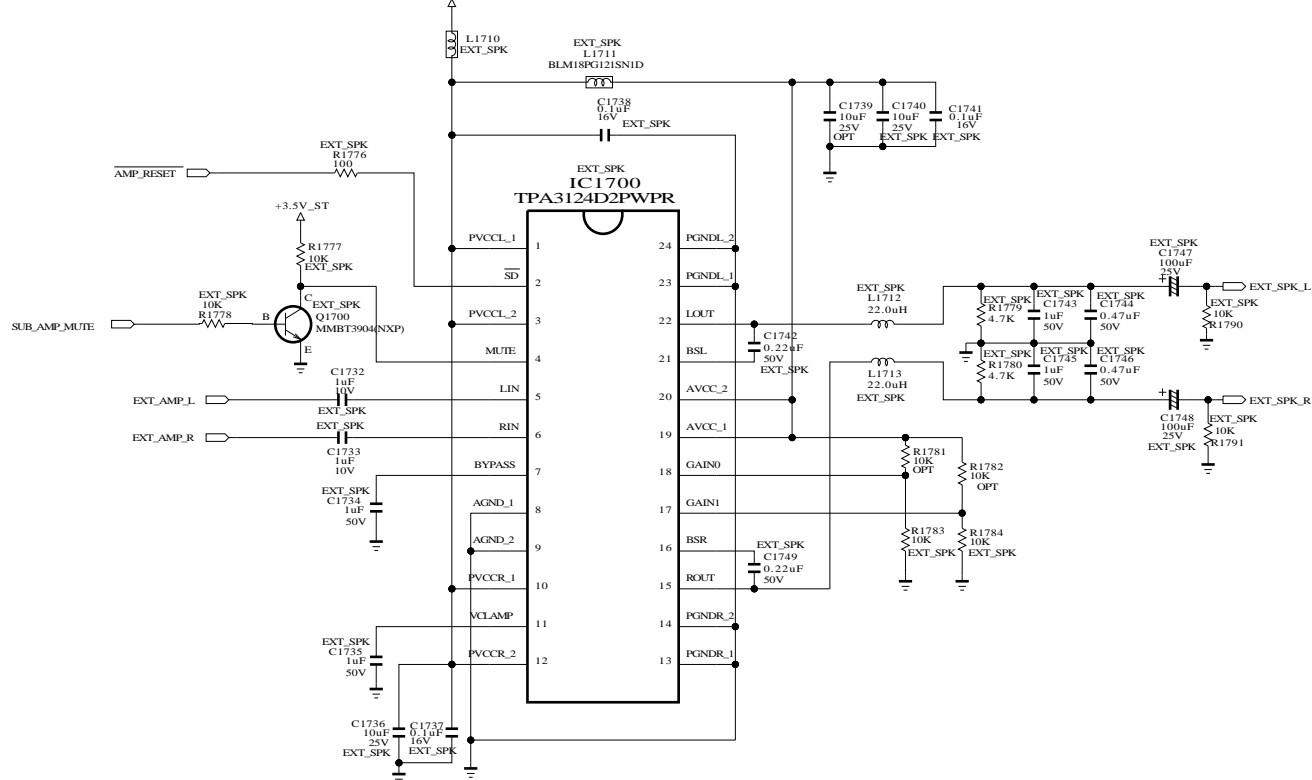 L1710
EXT_SPK
EXT_SPK
L1711
BLM18PG121SN1D
C1738
0.1uF
16V
EXT_SPK
C1739
10uF
25V
OPT
C1740
10uF
25V
EXT_SPK
C1741
0.1uF
16V
EXT_SPK
EXT_SPK
R1776
100
AMP_RESET
EXT_SPK
IC1700
TPA3124D2PWPR
+3.5V_ST
R1777
10K
EXT_SPK
EXT_SPK
10K
R1778
SUB_AMP_MUTE
B
C
E
EXT_SPK
Q1700
MMBT3904(NXP)
EXT_AMP_L
C1732
1uF
10V
EXT_SPK
EXT_AMP_R
EXT_SPK
C1733
1uF
10V
EXT_SPK
C1734
1uF
50V
EXT_SPK
C1735
1uF
50V
C1736
10uF
25V
EXT_SPK
C1737
0.1uF
16V
EXT_SPK
PVCCL_1
1
SD
2
PVCCL_2
3
MUTE
4
LIN
5
RIN
6
BYPASS
7
AGND_1
8
AGND_2
9
PVCCR_1
10
VCLAMP
11
PVCCR_2
12
24
PGNDL_2
23
PGNDL_1
22
LOUT
21
BSL
20
AVCC_2
19
AVCC_1
18
GAIN0
17
GAIN1
16
BSR
15
ROUT
14
PGNDR_2
13
PGNDR_1
C1742
0.22uF
50V
EXT_SPK
EXT_SPK
L1712
22.0uH
L1713
22.0uH
EXT_SPK
EXT_SPK
R1779
4.7K
EXT_SPK
C1743
1uF
50V
EXT_SPK
C1744
0.47uF
50V
EXT_SPK
R1780
4.7K
EXT_SPK
C1745
1uF
50V
EXT_SPK
C1746
0.47uF
50V
EXT_SPK
C1747
100uF
25V
+
EXT_SPK_L
EXT_SPK
10K
R1790
+
C1748
100uF
25V
EXT_SPK
EXT_SPK_R
EXT_SPK
10K
R1791
R1781
10K
OPT
R1782
10K
OPT
R1783
10K
EXT_SPK
R1784
10K
EXT_SPK
EXT_SPK
C1749
0.22uF
50V